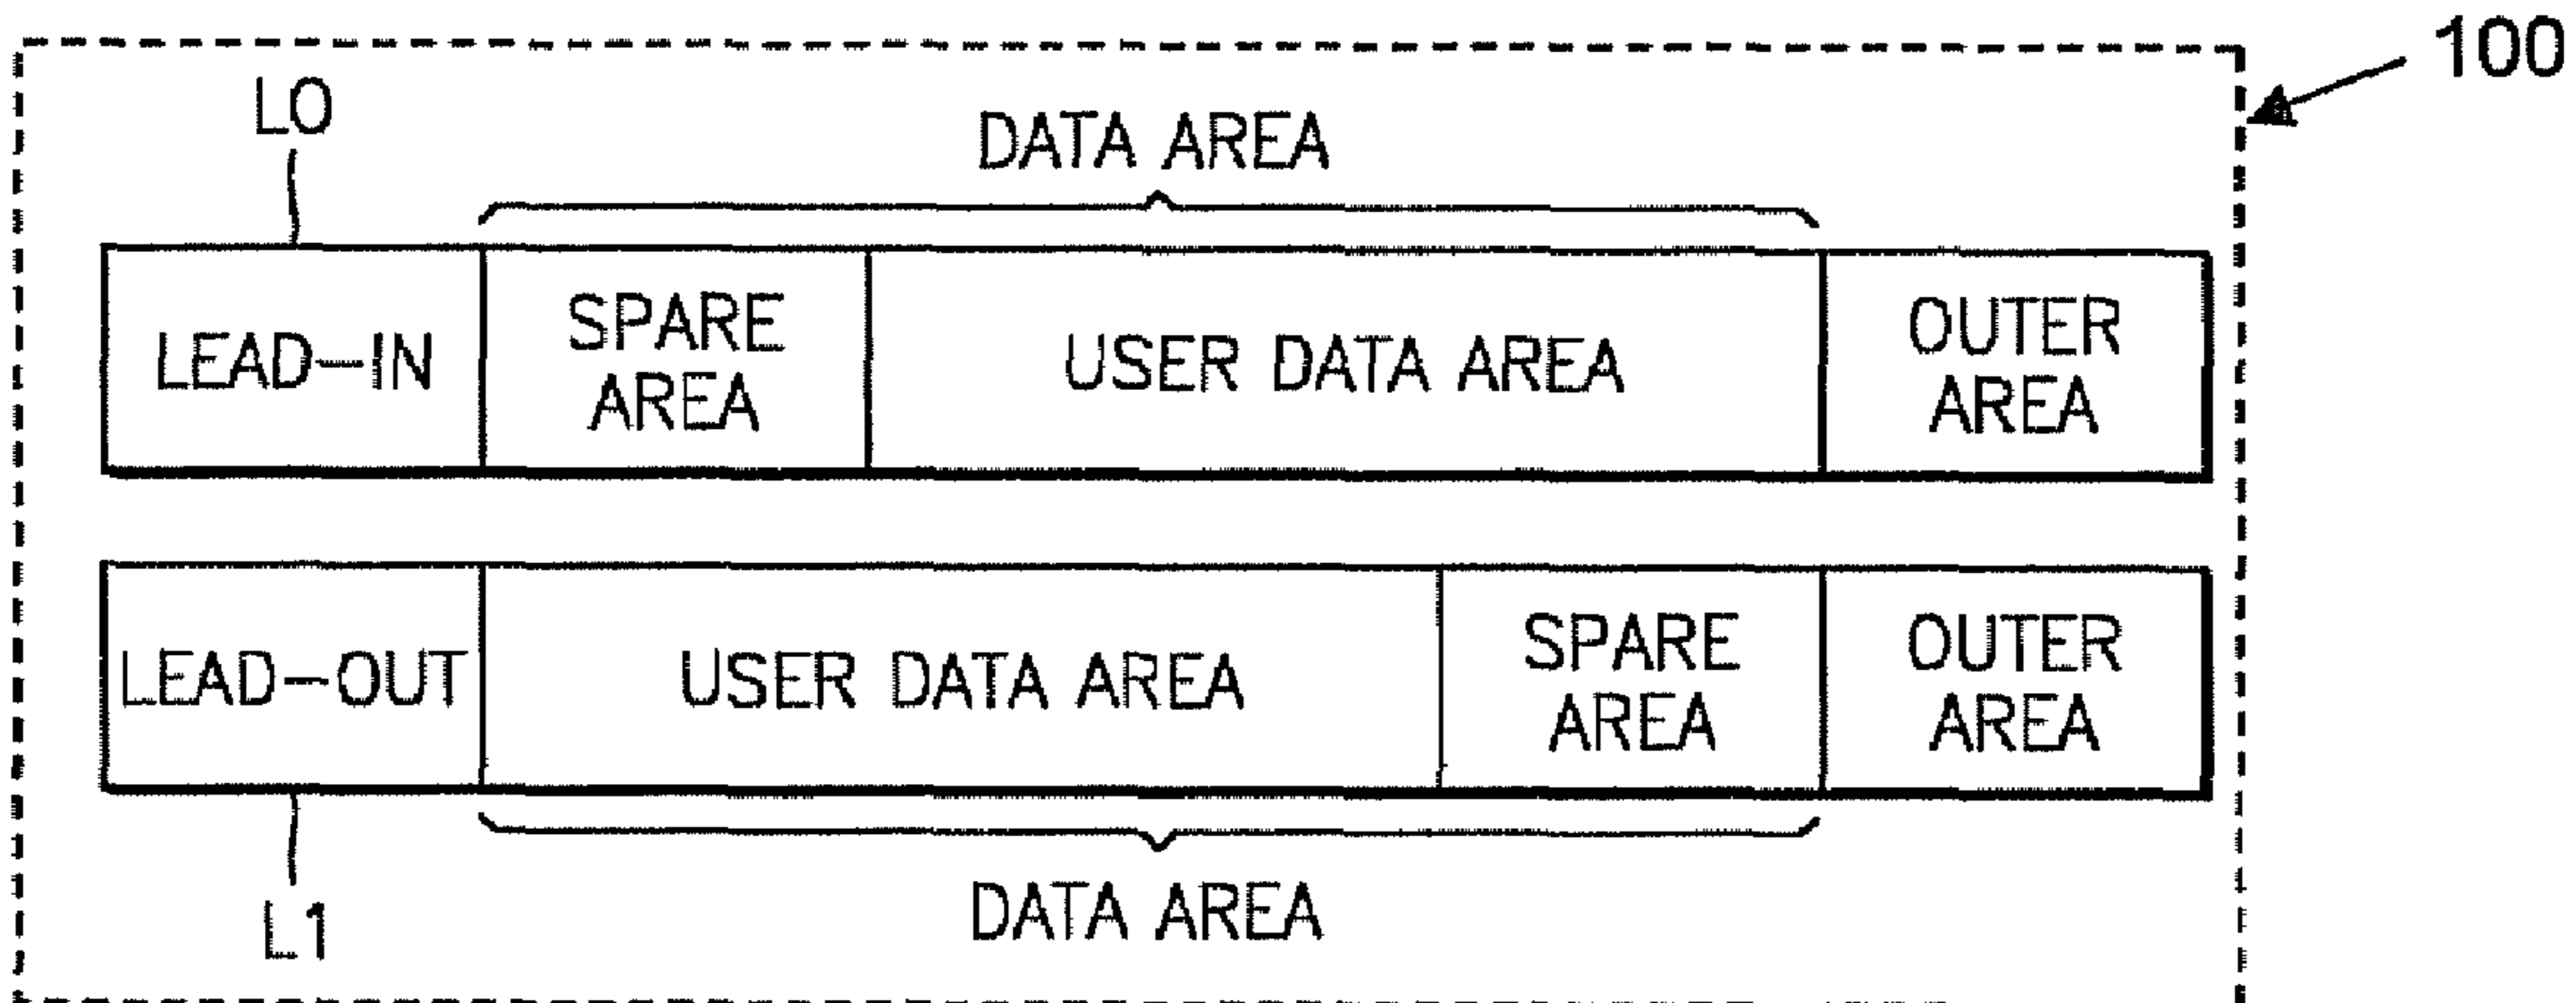 100
L0
DATA AREA
LEAD-IN
SPARE
AREA
USER DATA AREA
OUTER
AREA
LEAD-OUT
USER DATA AREA
SPARE
AREA
OUTER
AREA
DATA AREA
L1